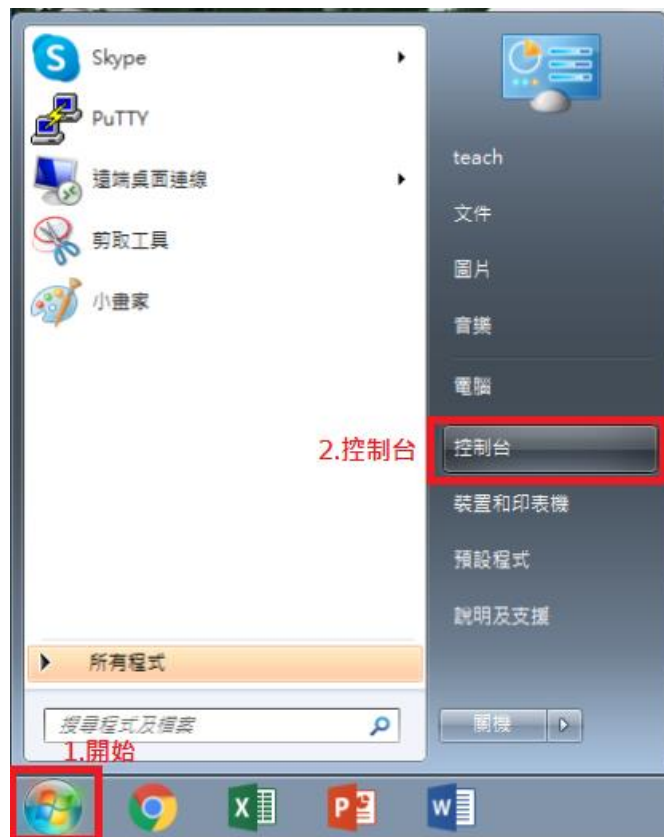 Skype
PuTTY
遠端桌面連線
剪取工具
小畫家
所有程式
搜尋程式及檔案
1.開始
teach
文件
圖片
音樂
電腦
2.控制台
控制台
裝置和印表機
預設程式
說明及支援
關機